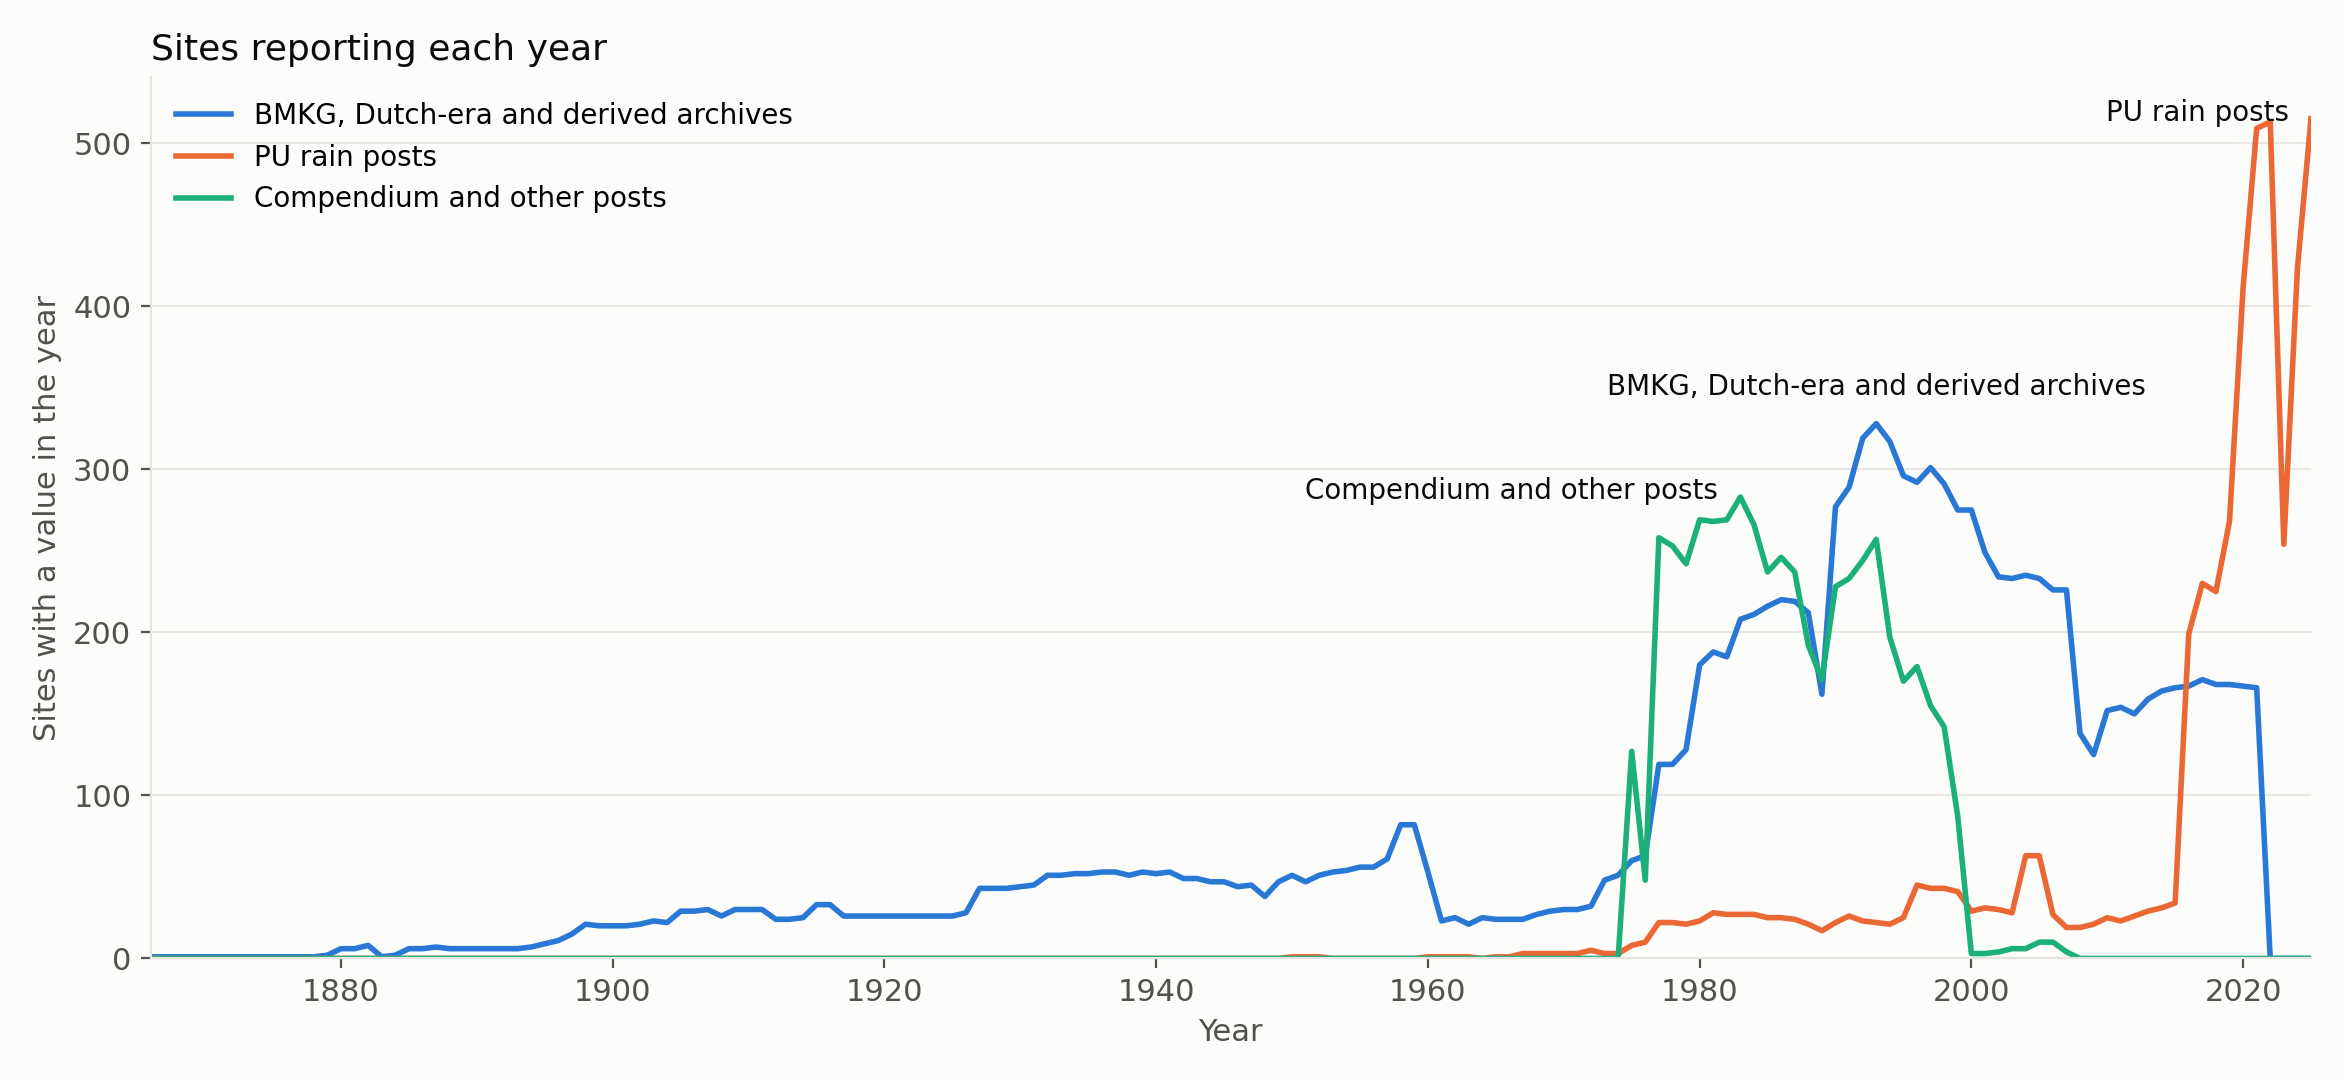 Sites reporting each year
BMKG, Dutch-era and derived archives
PU rain posts
Compendium and other posts
PU rain posts
BMKG, Dutch-era and derived archives
Compendium and other posts
Sites with a value in the year
500
400
300
200
100
0
1880 1900 1920 1940 1960 1980 2000 2020
Year